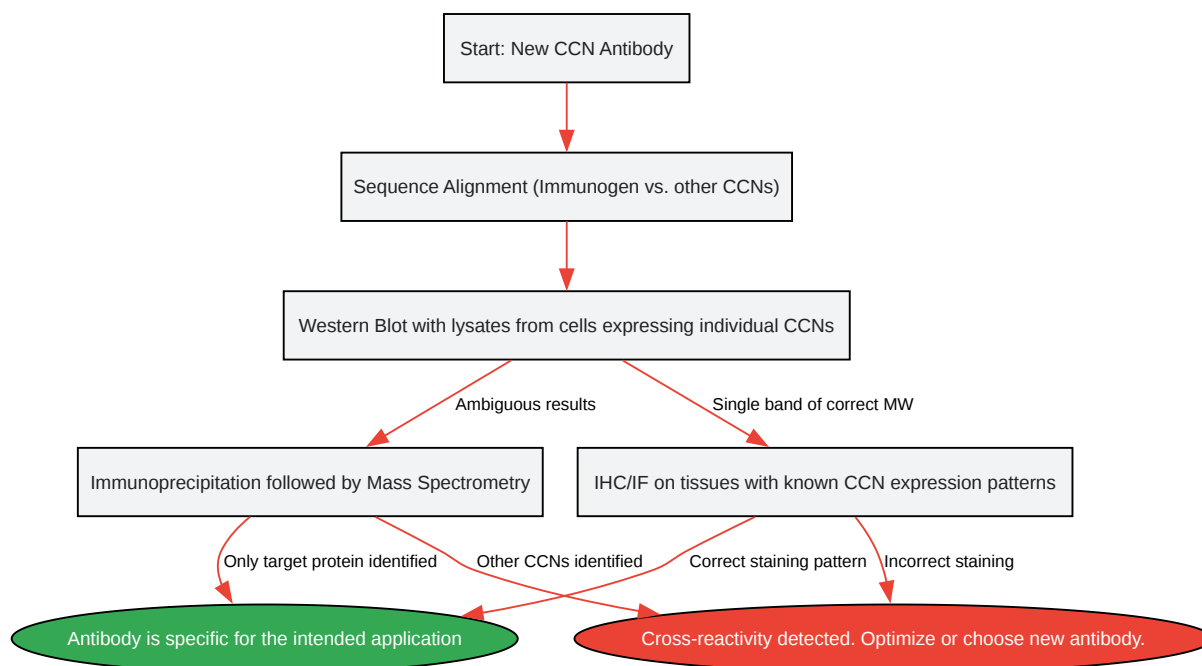 Start: New CCN Antibody
Sequence Alignment (Immunogen vs. other CCNs)
Western Blot with lysates from cells expressing individual CCNs
Ambiguous results
Single band of correct MW
Immunoprecipitation followed by Mass Spectrometry
IHC/IF on tissues with known CCN expression patterns
Only target protein identified
Other CCNs identified
Correct staining pattern
Incorrect staining
Antibody is specific for the intended application
Cross-reactivity detected. Optimize or choose new antibody.